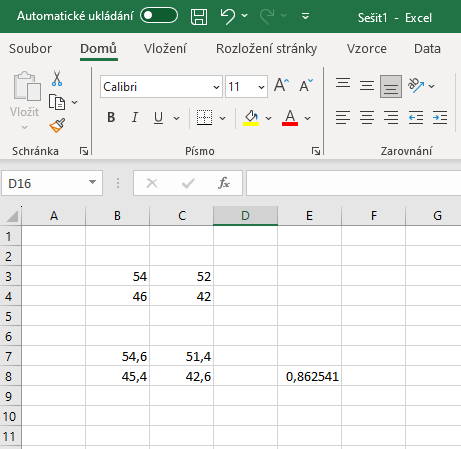 Automatické ukládání Sešit1 - Excel
Soubor Domů Vložení Rozložení stránky Vzorce Data
Vložit
Calibri 11 A A
B I U A ab
Schránka Písmo Zarovnání
D16 fx
A B C D E F G
1
2
3 54 52
4 46 42
5
6
7 54,6 51,4
8 45,4 42,6 0,862541
9
10
11